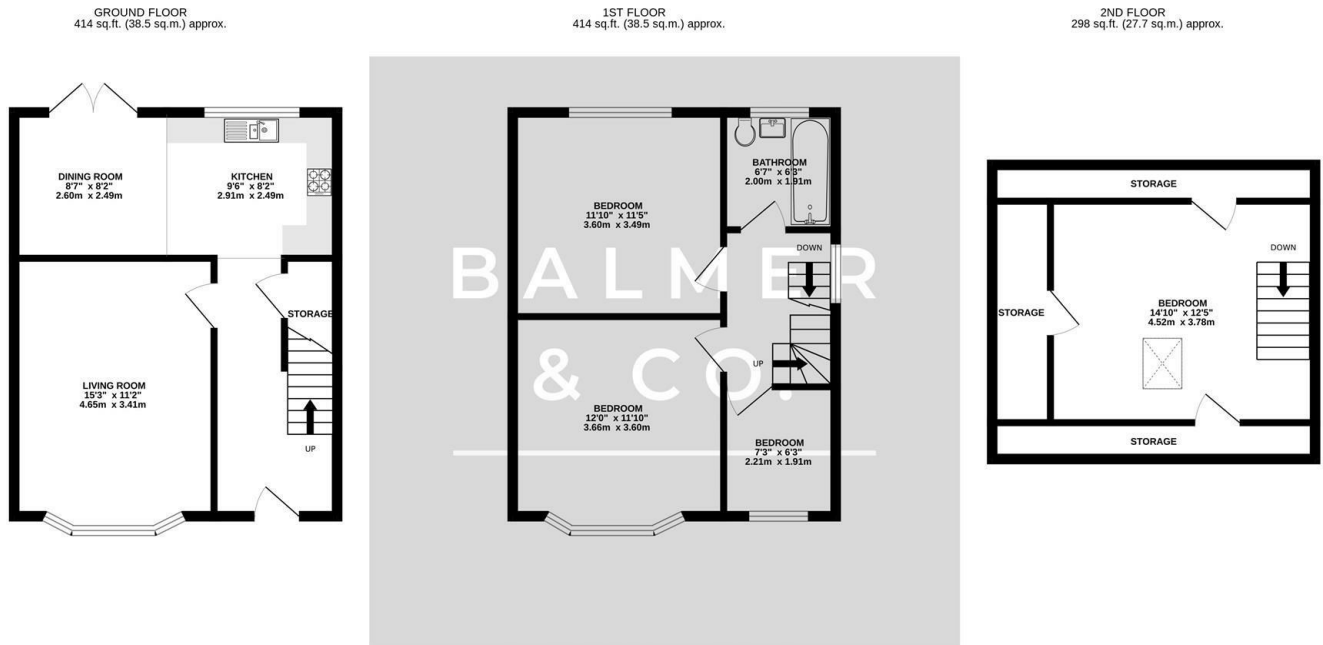 GROUND FLOOR
414 sq.ft. (38.5 sq.m.) approx.
DINING ROOM
8'7" x 8'2"
2.60m x 2.49m
KITCHEN
9'6" x 8'2"
2.91m x 2.49m
STORAGE
LIVING ROOM
15'3" x 11'2"
4.65m x 3.41m
UP
1ST FLOOR
414 sq.ft. (38.5 sq.m.) approx.
BATHROOM
6'7" x 6'3"
2.00m x 1.91m
BEDROOM
11'10" x 11'5"
3.60m x 3.49m
DOWN
BALMER
& CO.
UP
BEDROOM
12'0" x 11'10"
3.66m x 3.60m
BEDROOM
7'3" x 6'3"
2.21m x 1.91m
2ND FLOOR
298 sq.ft. (27.7 sq.m.) approx.
STORAGE
DOWN
STORAGE
BEDROOM
14'10" x 12'5"
4.52m x 3.78m
STORAGE